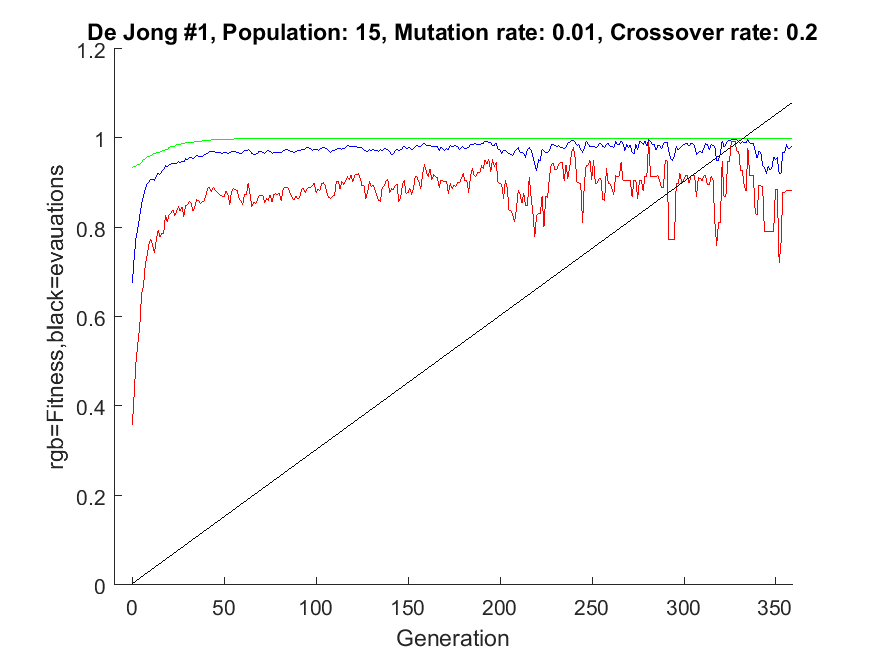 De Jong #1, Population: 15, Mutation rate: 0.01, Crossover rate: 0.2
1.2
1
0.8
0.6
0.4
0.2
0
rgb=Fitness,black=evauations
0 50 100 150 200 250 300 350
Generation